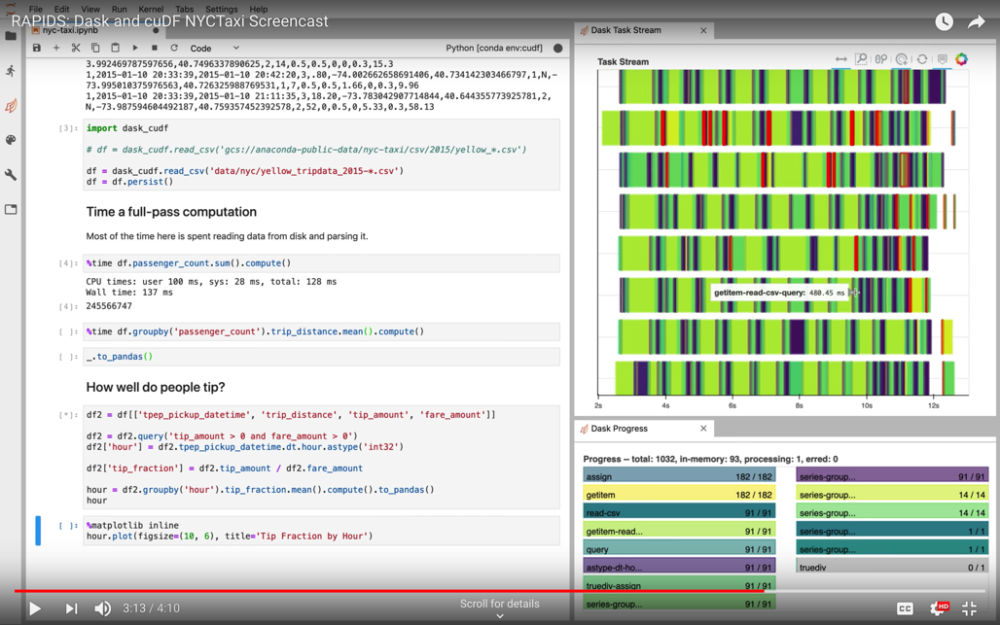 File Edit View Run Kernel Tabs Settings Help
RAPIDS: Dask and cuDF NYCTaxi Screencast
nyc-taxi.ipynb
Code
Python [conda env:cudf]
3.992469787597656,40.7496337890625,2,14,0.5,0.5,0,0,0.3,15.3
1,2015-01-10 20:33:39,2015-01-10 20:42:20,3,.80,-74.002662658691406,40.734142303466797,1,N,-
73.995010375976563,40.726325988769531,1,7,0.5,0.5,1.66,0,0.3,9.96
1,2015-01-10 20:33:39,2015-01-10 21:11:35,3,18.20,-73.783042907714844,40.644355773925781,2,
N,-73.987594604492187,40.759357452392578,2,52,0,0.5,0,5.33,0.3,58.13
[3]:
import dask_cudf
# df = dask_cudf.read_csv('gcs://anaconda-public-data/nyc-taxi/csv/2015/yellow_*.csv')
df = dask_cudf.read_csv('data/nyc/yellow_tripdata_2015-*.csv')
df = df.persist()
Time a full-pass computation
Most of the time here is spent reading data from disk and parsing it.
[4]: %time df.passenger_count.sum().compute()
CPU times: user 100 ms, sys: 28 ms, total: 128 ms
Wall time: 137 ms
[4]: 245566747
[ ]: %time df.groupby('passenger_count').trip_distance.mean().compute()
[ ]: _.to_pandas()
How well do people tip?
[*]: df2 = df[['tpep_pickup_datetime', 'trip_distance', 'tip_amount', 'fare_amount']]
df2 = df2.query('tip_amount > 0 and fare_amount > 0')
df2['hour'] = df2.tpep_pickup_datetime.dt.hour.astype('int32')
df2['tip_fraction'] = df2.tip_amount / df2.fare_amount
hour = df2.groupby('hour').tip_fraction.mean().compute().to_pandas()
hour
[ ]: %matplotlib inline
hour.plot(figsize=(10, 6), title='Tip Fraction by Hour')
Dask Task Stream
Task Stream
getitem-read-csv-query: 480.45 ms
2s 4s 6s 8s 10s 12s
Dask Progress
Progress -- total: 1032, in-memory: 93, processing: 1, erred: 0
assign 182 / 182
getitem 182 / 182
read-csv 91 / 91
getitem-read... 91 / 91
query 91 / 91
astype-dt-ho... 91 / 91
truediv-assign 91 / 91
series-group... 91 / 91
series-group... 91 / 91
series-group... 14 / 14
series-group... 14 / 14
series-group... 1 / 1
series-group... 1 / 1
truediv 0 / 1
3:13 / 4:10
Scroll for details
CC
HD